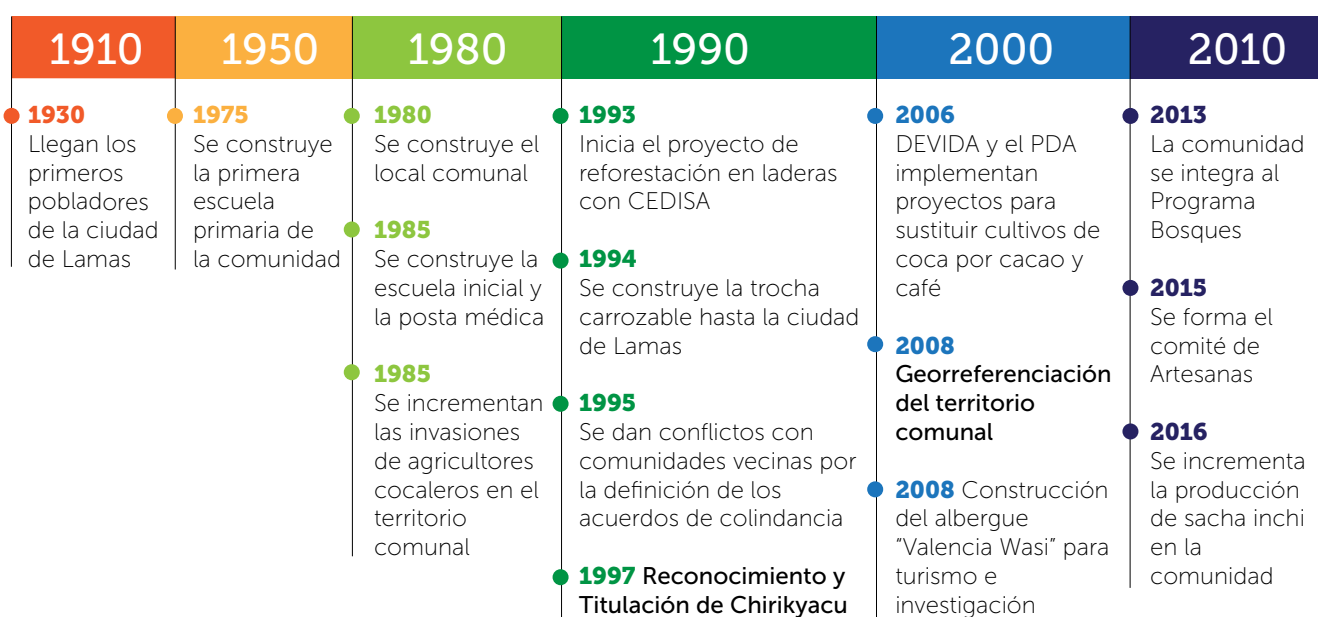 1910
1930
Llegan los
primeros
pobladores
de la ciudad
de Lamas
1950
1975
Se construye
la primera
escuela
primaria de
la comunidad
1980
1980
Se construye el
local comunal
1985
Se construye la
escuela inicial y
la posta médica
1985
Se incrementan
las invasiones
de agricultores
cocaleros en el
territorio
comunal
1990
1993
Inicia el proyecto de
reforestación en laderas
con CEDISA
1994
Se construye la trocha
carrozable hasta la ciudad
de Lamas
1995
Se dan conflictos con
comunidades vecinas por
la definición de los
acuerdos de colindancia
1997 Reconocimiento y
Titulación de Chirikyacu
2000
2006
DEVIDA y el PDA
implementan
proyectos para
sustituir cultivos de
coca por cacao y
café
2008
Georreferenciación
del territorio
comunal
2008 Construcción
del albergue
"Valencia Wasi" para
turismo e
investigación
2010
2013
La comunidad
se integra al
Programa
Bosques
2015
Se forma el
comité de
Artesanas
2016
Se incrementa
la producción
de sacha inchi
en la
comunidad